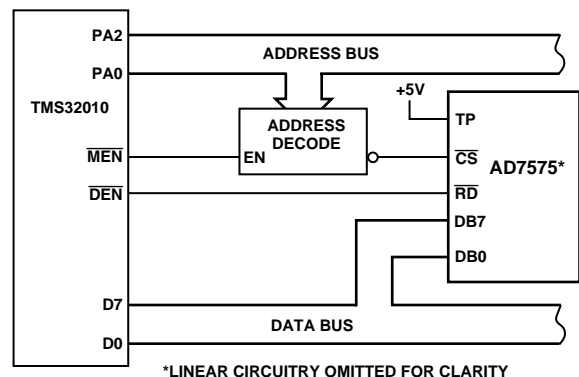 PA2
ADDRESS BUS
PA0
+5V
TMS32010
ADDRESS
DECODE
TP
MEN
EN
CS
AD7575*
DEN
RD
DB7
DB0
D7
DATA BUS
D0
*LINEAR CIRCUITRY OMITTED FOR CLARITY